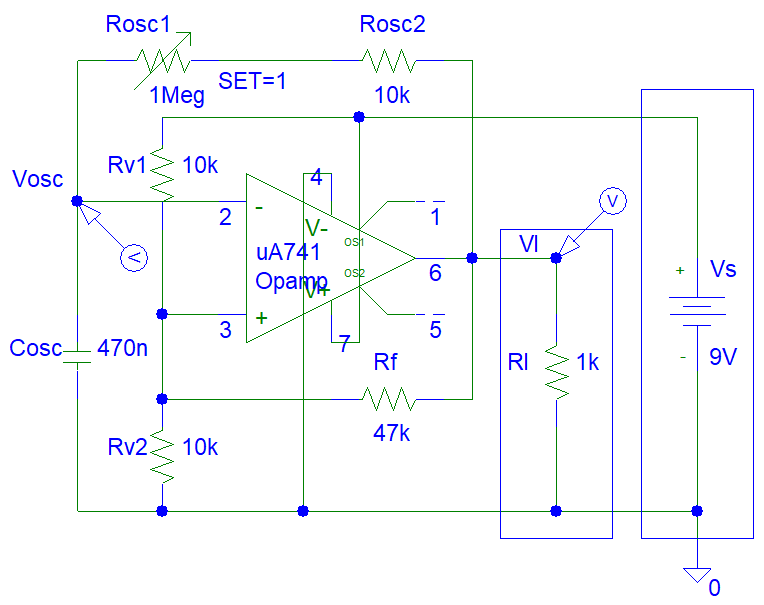 Rosc1
Rosc2
SET=1
1Meg
10k
Rv1
10k
Vosc
4
V
2
-
V-
1
OS1
uA741
Opamp
6
Vl
V
OS2
V+
+
Vs
3
+
5
7
-
9V
Cosc
470n
Rf
Rl
1k
47k
Rv2
10k
0